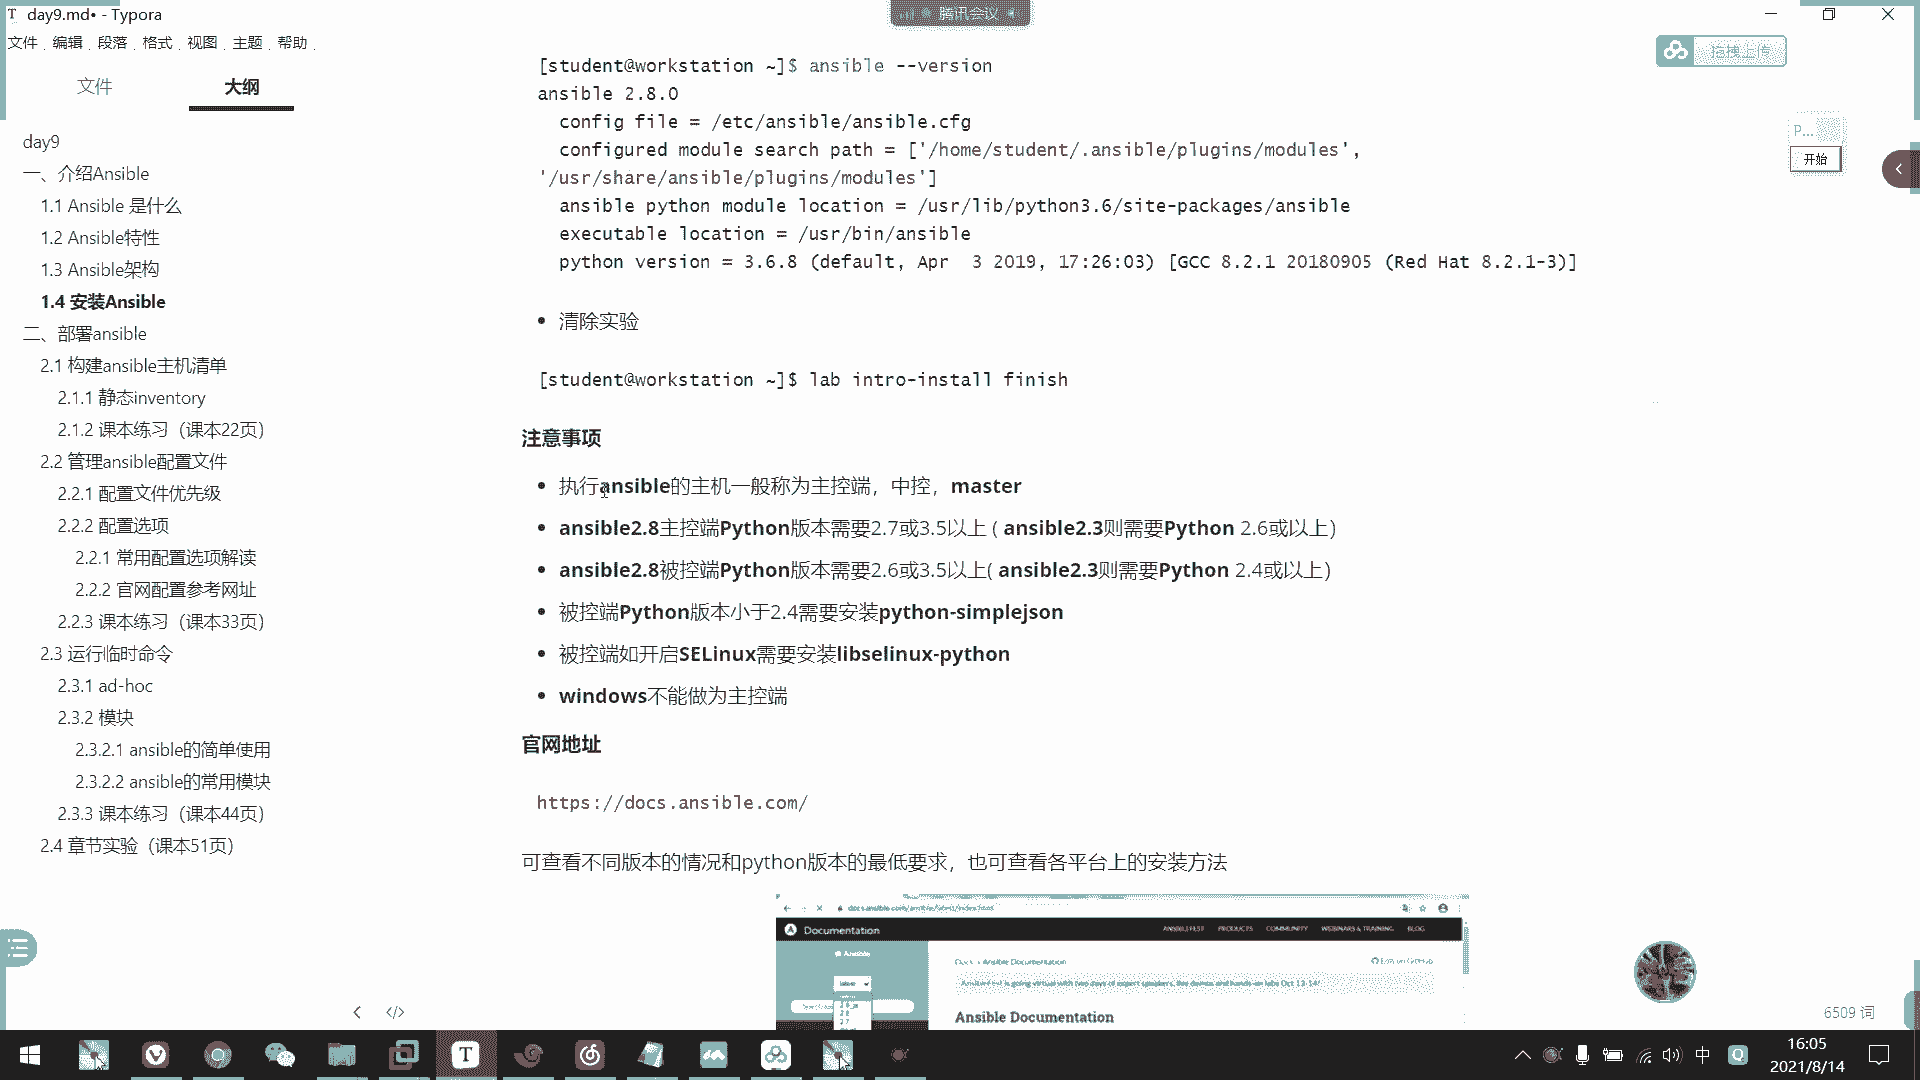 day9.md• - Typora
腾讯会议
文件 编辑 段落 格式 视图 主题 帮助
拖拽上传
文件 大纲
day9
一、介绍Ansible
1.1 Ansible 是什么
1.2 Ansible特性
1.3 Ansible架构
1.4 安装Ansible
二、部署ansible
2.1 构建ansible主机清单
2.1.1 静态inventory
2.1.2 课本练习（课本22页）
2.2 管理ansible配置文件
2.2.1 配置文件优先级
2.2.2 配置选项
2.2.1 常用配置选项解读
2.2.2 官网配置参考网址
2.2.3 课本练习（课本33页）
2.3 运行临时命令
2.3.1 ad-hoc
2.3.2 模块
2.3.2.1 ansible的简单使用
2.3.2.2 ansible的常用模块
2.3.3 课本练习（课本44页）
2.4 章节实验（课本51页）
[student@workstation ~]$ ansible --version
ansible 2.8.0
config file = /etc/ansible/ansible.cfg
configured module search path = ['/home/student/.ansible/plugins/modules',
'/usr/share/ansible/plugins/modules']
ansible python module location = /usr/lib/python3.6/site-packages/ansible
executable location = /usr/bin/ansible
python version = 3.6.8 (default, Apr  3 2019, 17:26:03) [GCC 8.2.1 20180905 (Red Hat 8.2.1-3)]
• 清除实验
[student@workstation ~]$ lab intro-install finish
注意事项
• 执行ansible的主机一般称为主控端，中控，master
• ansible2.8主控端Python版本需要2.7或3.5以上 ( ansible2.3则需要Python 2.6或以上)
• ansible2.8被控端Python版本需要2.6或3.5以上( ansible2.3则需要Python 2.4或以上)
• 被控端Python版本小于2.4需要安装python-simplejson
• 被控端如开启SELinux需要安装libselinux-python
• windows不能做为主控端
官网地址
https://docs.ansible.com/
可查看不同版本的情况和python版本的最低要求，也可查看各平台上的安装方法
Documentation
ANSIBLEFEST PRODUCTS COMMUNITY WEBINARS & TRAINING BLOG
Ansible
Docs » Ansible Documentation
Edit on GitHub
Ansible Documentation
P...
开始
6509 词
中
16:05
2021/8/14